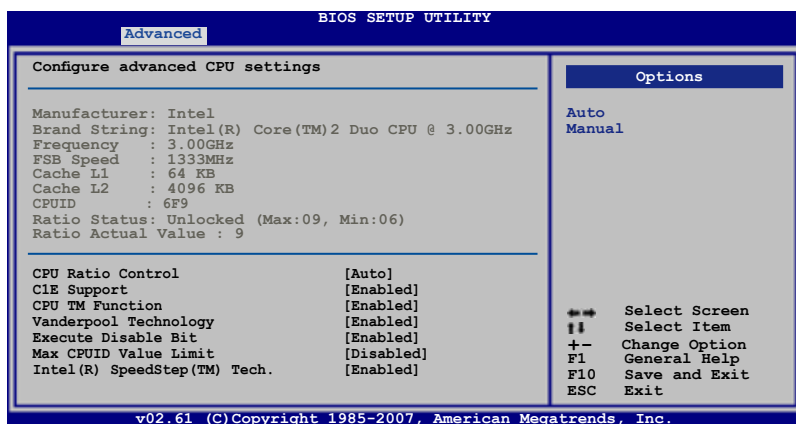 BIOS SETUP UTILITY
Advanced
Configure advanced CPU settings
Manufacturer: Intel
Brand String: Intel(R) Core(TM)2 Duo CPU @ 3.00GHz
Frequency : 3.00GHz
FSB Speed : 1333MHz
Cache L1 : 64 KB
Cache L2 : 4096 KB
CPUID : 6F9
Ratio Status: Unlocked (Max:09, Min:06)
Ratio Actual Value : 9
CPU Ratio Control [Auto]
C1E Support [Enabled]
CPU TM Function [Enabled]
Vanderpool Technology [Enabled]
Execute Disable Bit [Enabled]
Max CPUID Value Limit [Disabled]
Intel(R) SpeedStep(TM) Tech. [Enabled]
Options
Auto
Manual
Select Screen
Select Item
+- Change Option
F1 General Help
F10 Save and Exit
ESC Exit
v02.61 (C)Copyright 1985-2007, American Megatrends, Inc.